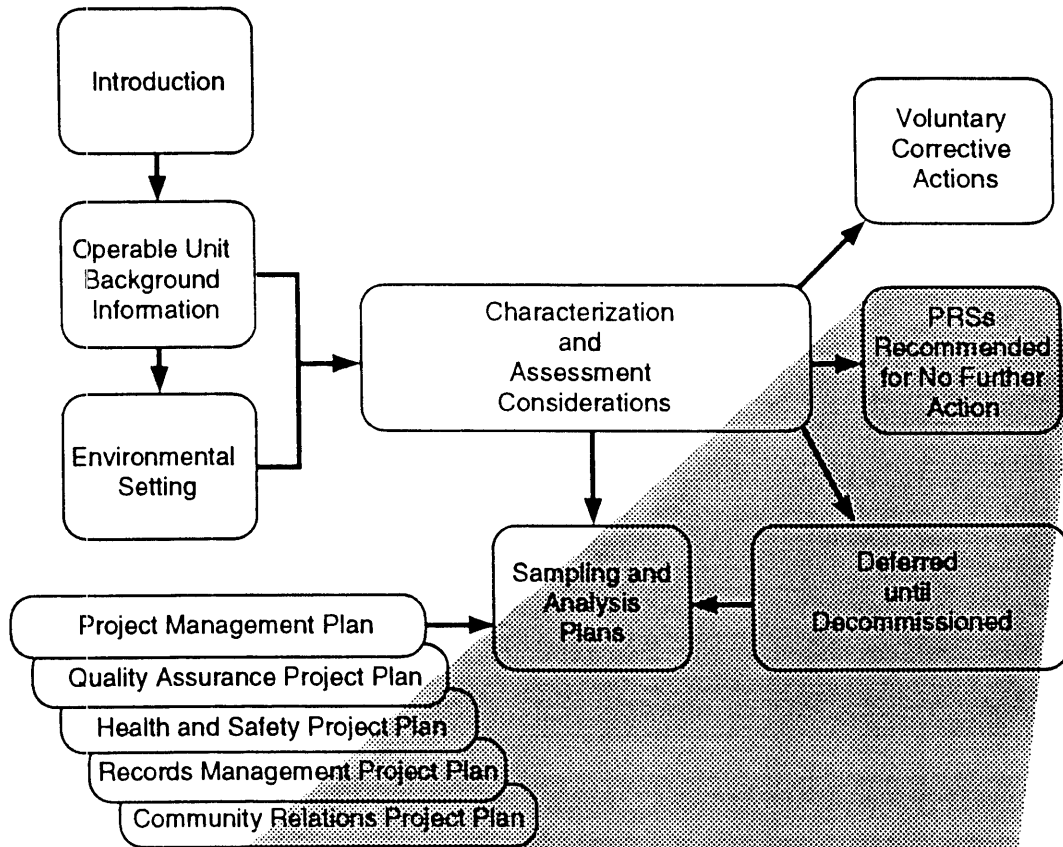 Introduction
Voluntary
Corrective
Actions
Operable Unit
Background
Information
Characterization
and
Assessment
Considerations
PRSs
Recommended
for No Further
Action
Environmental
Setting
Sampling and
Analysis
Plans
Deferred
until
Decommissioned
Project Management Plan
Quality Assurance Project Plan
Health and Safety Project Plan
Records Management Project Plan
Community Relations Project Plan